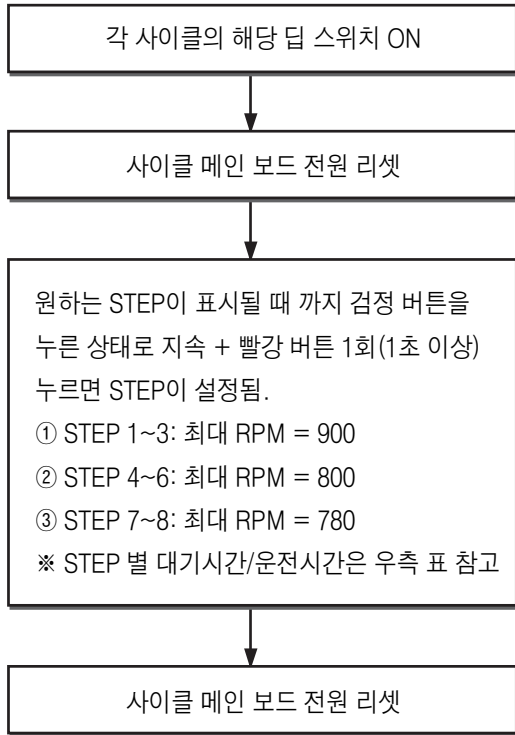 각 사이클의 해당 딥 스위치 ON
사이클 메인 보드 전원 리셋
원하는 STEP이 표시될 때 까지 검정 버튼을
누른 상태로 지속 + 빨강 버튼 1회(1초 이상)
누르면 STEP이 설정됨.
① STEP 1~3: 최대 RPM = 900
② STEP 4~6: 최대 RPM = 800
③ STEP 7~8: 최대 RPM = 780
※ STEP 별 대기시간/운전시간은 우측 표 참고
사이클 메인 보드 전원 리셋